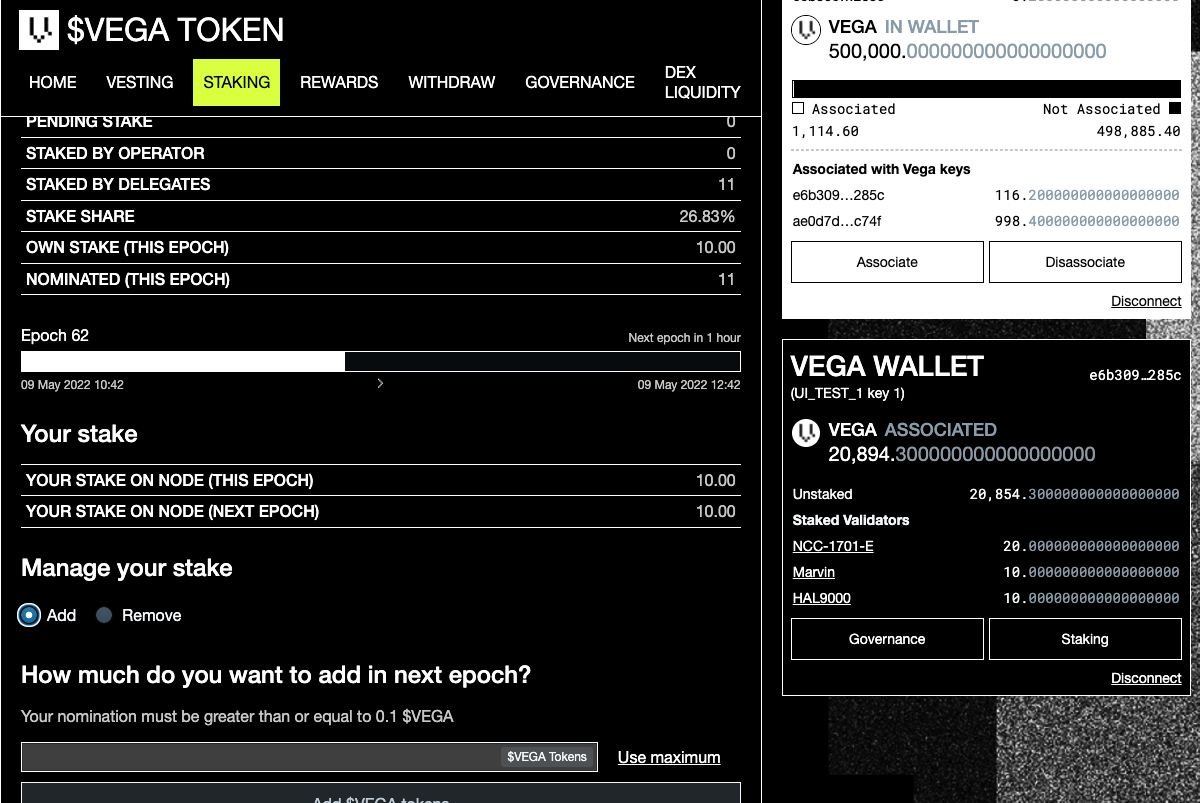 $VEGA TOKEN
HOME VESTING STAKING REWARDS WITHDRAW GOVERNANCE DEX LIQUIDITY
PENDING STAKE 0
STAKED BY OPERATOR 0
STAKED BY DELEGATES 11
STAKE SHARE 26.83%
OWN STAKE (THIS EPOCH) 10.00
NOMINATED (THIS EPOCH) 11
Epoch 62 Next epoch in 1 hour
09 May 2022 10:42 09 May 2022 12:42
Your stake
YOUR STAKE ON NODE (THIS EPOCH) 10.00
YOUR STAKE ON NODE (NEXT EPOCH) 10.00
Manage your stake
Add Remove
How much do you want to add in next epoch?
Your nomination must be greater than or equal to 0.1 $VEGA
$VEGA Tokens Use maximum
Add $VEGA tokens
VEGA IN WALLET
500,000.000000000000000000
Associated Not Associated
1,114.60 498,885.40
Associated with Vega keys
e6b309…285c 116.200000000000000000
ae0d7d…c74f 998.400000000000000000
Associate Disassociate
Disconnect
VEGA WALLET e6b309…285c
(UI_TEST_1 key 1)
VEGA ASSOCIATED
20,894.300000000000000000
Unstaked 20,854.300000000000000000
Staked Validators
NCC-1701-E 20.000000000000000000
Marvin 10.000000000000000000
HAL9000 10.000000000000000000
Governance Staking
Disconnect